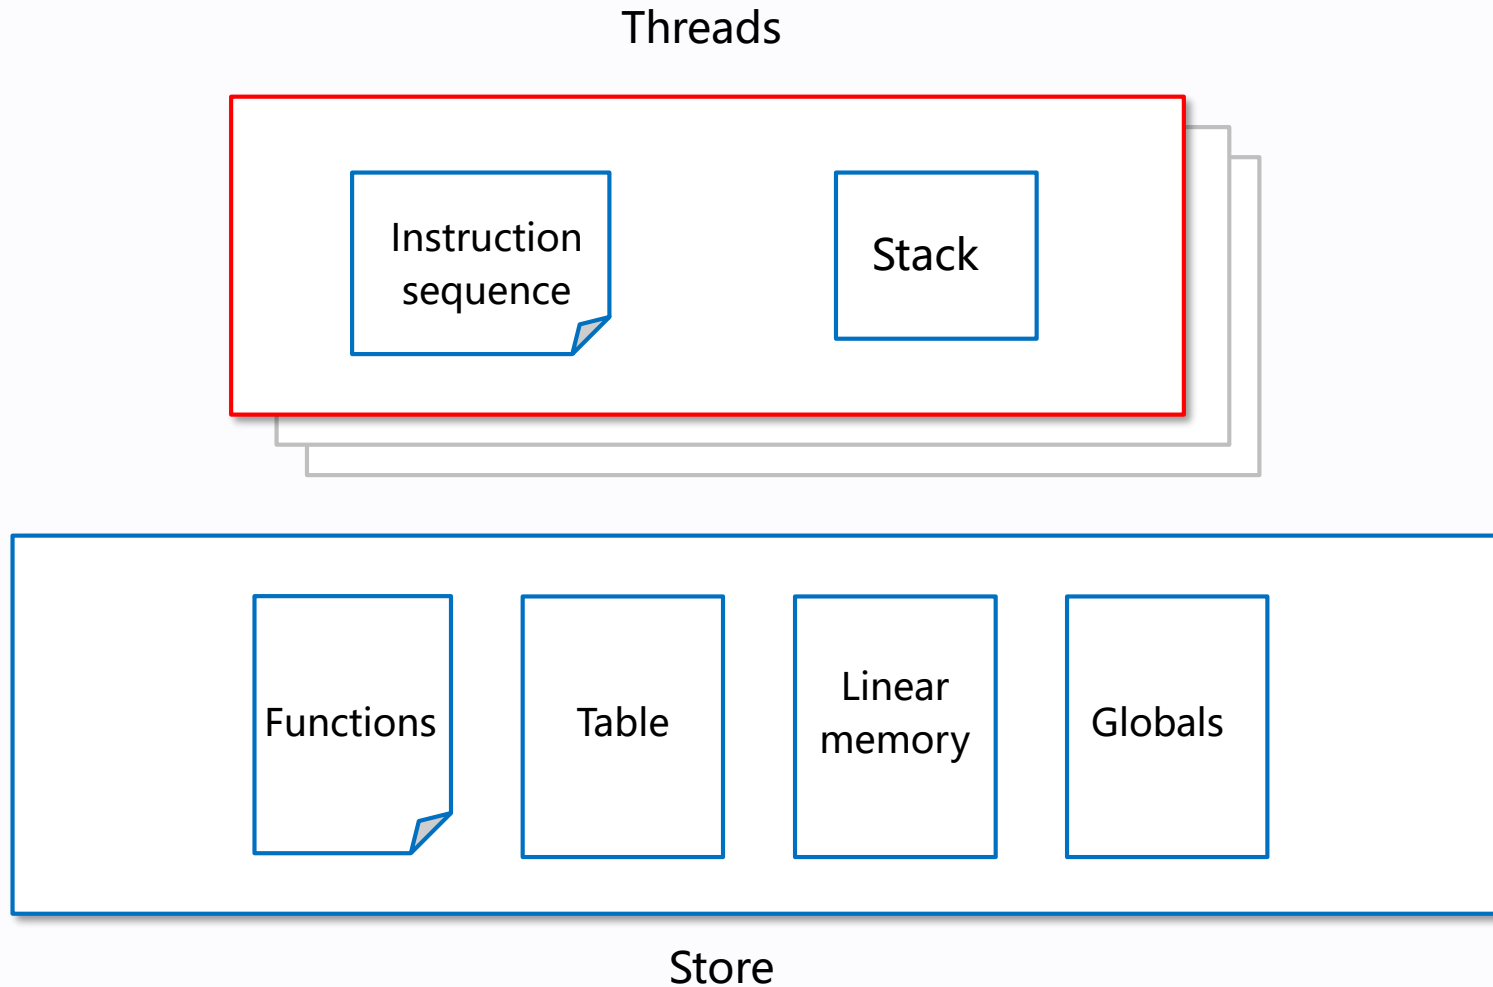 Threads
Instruction
sequence
Stack
Functions
Table
Linear
memory
Globals
Store